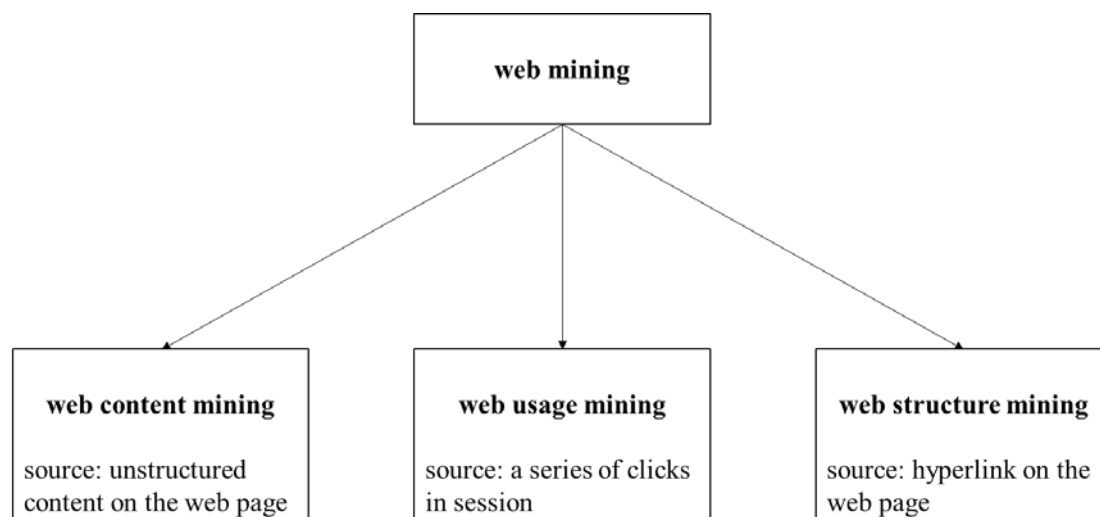 web mining
web content mining
source: unstructured
content on the web page
web usage mining
source: a series of clicks
in session
web structure mining
source: hyperlink on the
web page